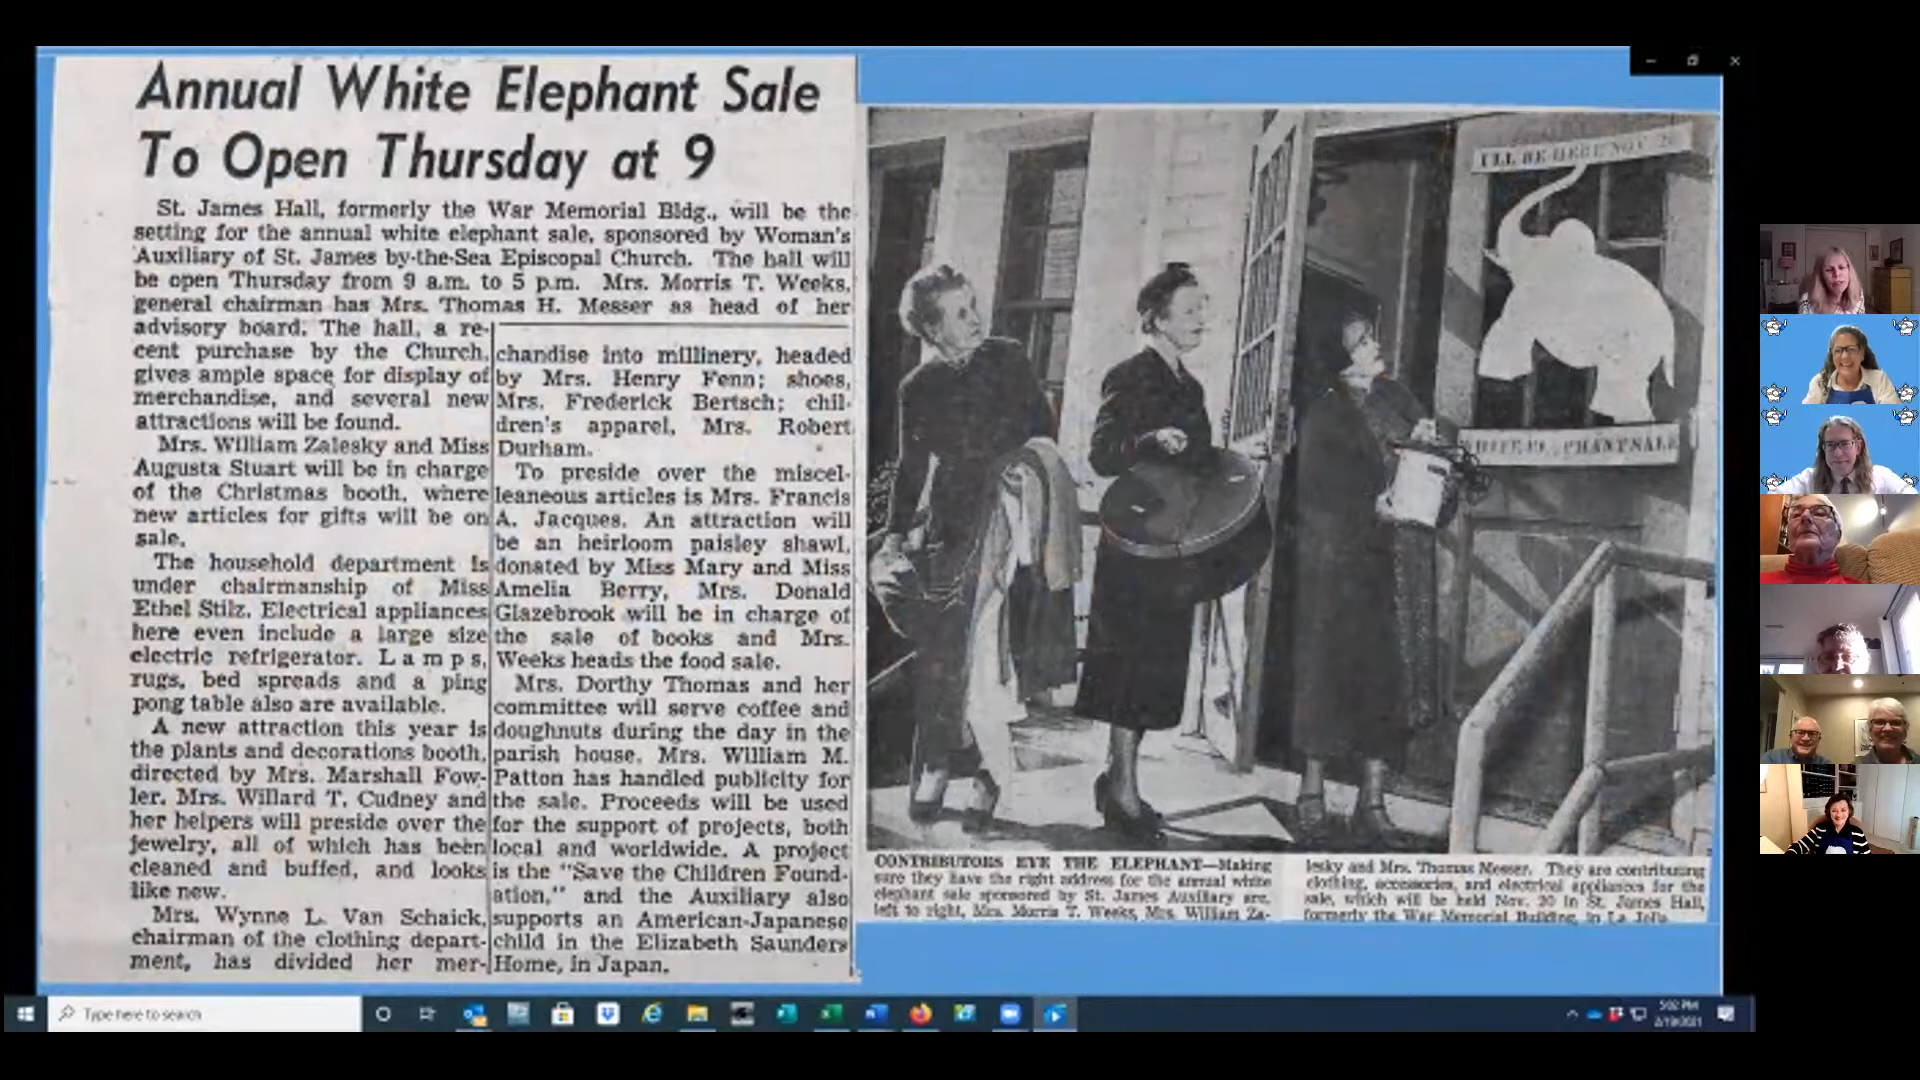 Annual White Elephant Sale
To Open Thursday at 9
St. James Hall, formerly the War Memorial Bldg., will be the
setting for the annual white elephant sale, sponsored by Woman's
Auxiliary of St. James by-the-Sea Episcopal Church. The hall will
be open Thursday from 9 a.m. to 5 p.m. Mrs. Morris T. Weeks,
general chairman has Mrs. Thomas H. Messer as head of her
advisory board. The hall, a re-
cent purchase by the Church,
gives ample space for display of
merchandise, and several new
attractions will be found.
Mrs. William Zalesky and Miss
Augusta Stuart will be in charge
of the Christmas booth, where
new articles for gifts will be on
sale.
The household department is
under chairmanship of Miss
Ethel Stilz. Electrical appliances
here even include a large size
electric refrigerator. Lamps,
rugs, bed spreads and a ping
pong table also are available.
A new attraction this year is
the plants and decorations booth,
directed by Mrs. Marshall Fow-
ler. Mrs. Willard T. Cudney and
her helpers will preside over the
jewelry, all of which has been
cleaned and buffed, and looks
like new.
Mrs. Wynne L. Van Schaick,
chairman of the clothing depart-
ment, has divided her mer-
chandise into millinery, headed
by Mrs. Henry Fenn; shoes,
Mrs. Frederick Bertsch; chil-
dren's apparel, Mrs. Robert
Durham.
To preside over the miscel-
leaneous articles is Mrs. Francis
A. Jacques. An attraction will
be an heirloom paisley shawl,
donated by Miss Mary and Miss
Amelia Berry, Mrs. Donald
Glazebrook will be in charge of
the sale of books and Mrs.
Weeks heads the food sale.
Mrs. Dorthy Thomas and her
committee will serve coffee and
doughnuts during the day in the
parish house. Mrs. William M.
Patton has handled publicity for
the sale. Proceeds will be used
for the support of projects, both
local and worldwide. A project
is the "Save the Children Found-
ation," and the Auxiliary also
supports an American-Japanese
child in the Elizabeth Saunders
Home, in Japan.
I'LL BE HERE NOV. 20
WHITE ELEPHANT SALE
CONTRIBUTORS EYE THE ELEPHANT—Making
sure they have the right address for the annual white
elephant sale sponsored by St. James Auxiliary are,
left to right, Mrs. Morris T. Weeks, Mrs. William Za-
lesky and Mrs. Thomas Messer. They are contributing
clothing, accessories, and electrical appliances for the
sale, which will be held Nov. 20 in St. James Hall,
formerly the War Memorial Building, in La Jolla.
Type here to search
5:02 PM
2/19/2021